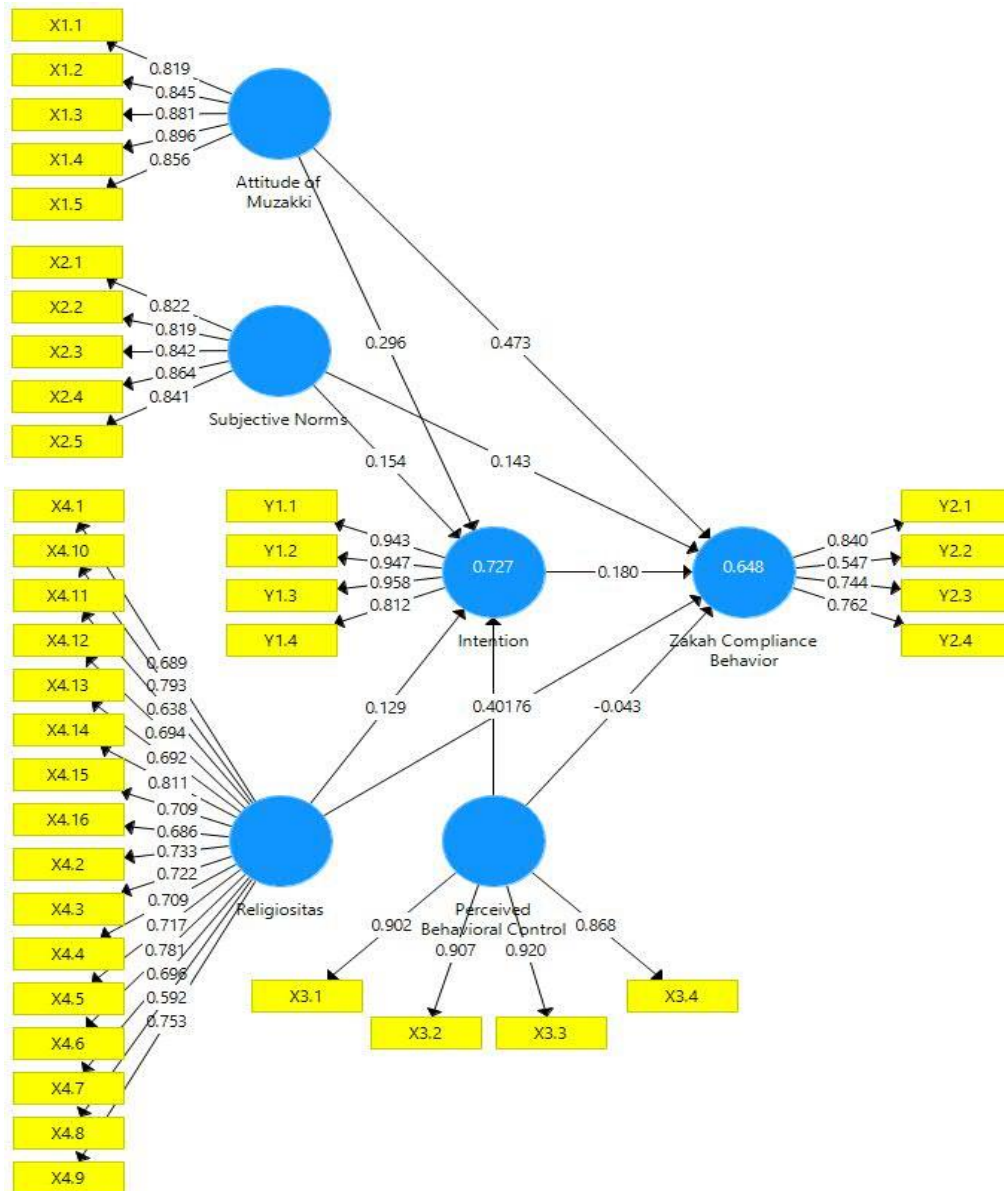 X1.1
X1.2
X1.3
X1.4
X1.5
0.819
0.845
0.881
0.896
0.856
Attitude of
Muzakki
X2.1
X2.2
X2.3
X2.4
X2.5
0.822
0.819
0.842
0.864
0.841
Subjective Norms
0.296
0.473
0.154
0.143
X4.1
X4.10
X4.11
X4.12
X4.13
X4.14
X4.15
X4.16
X4.2
X4.3
X4.4
X4.5
X4.6
X4.7
X4.8
X4.9
0.689
0.793
0.638
0.694
0.692
0.811
0.709
0.686
0.733
0.722
0.709
0.717
0.781
0.696
0.592
0.753
Religiositas
Y1.1
Y1.2
Y1.3
Y1.4
0.943
0.947
0.958
0.812
0.727
Intention
0.180
0.648
Zakah Compliance
Behavior
0.840
0.547
0.744
0.762
Y2.1
Y2.2
Y2.3
Y2.4
0.129
0.40176
-0.043
Perceived
Behavioral Control
0.902
0.907
0.920
0.868
X3.1
X3.2
X3.3
X3.4